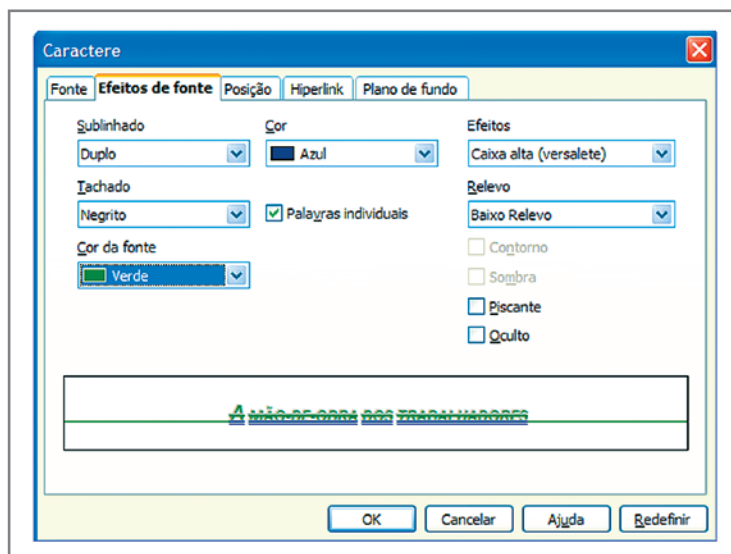 Caractere
Fonte Efeitos de fonte Posição Hiperlink Plano de fundo
Sublinhado Cor Efeitos
Duplo Azul Caixa alta (versalete)
Tachado Relevo
Negrito Palavras individuais Baixo Relevo
Cor da fonte Contorno
Verde Sombra
Piscante
Oculto
A MÃO-DE-OBRA DOS TRABALHADORES
OK Cancelar Ajuda Redefinir